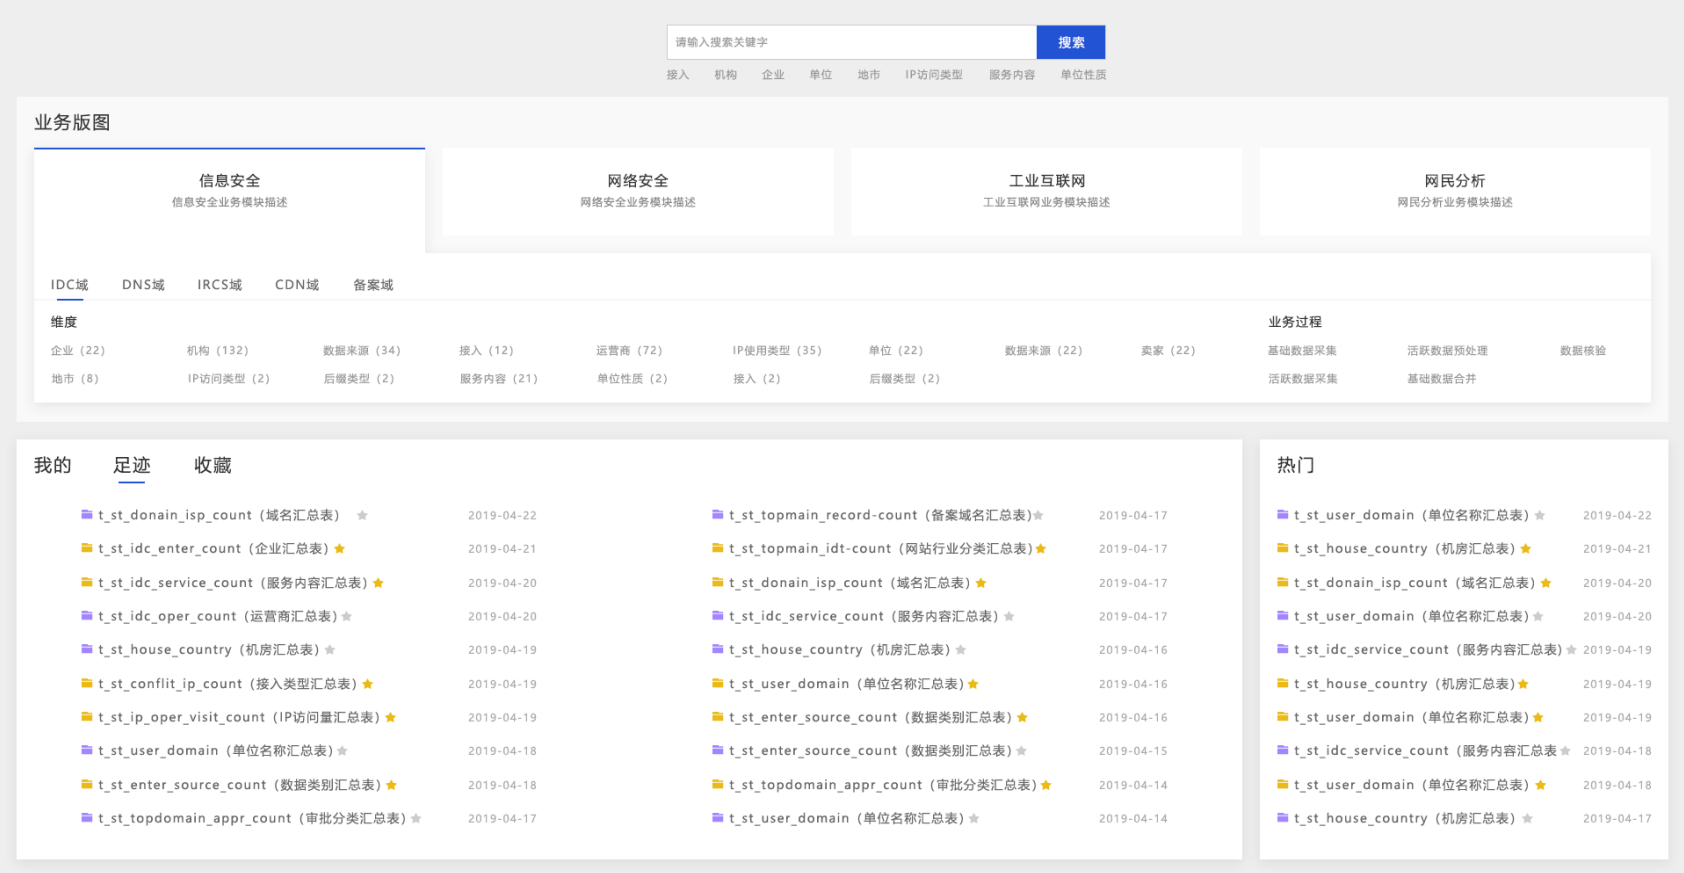 请输入搜索关键字 搜索
接入 机构 企业 单位 地市 IP访问类型 服务内容 单位性质
业务版图
信息安全
信息安全业务模块描述
网络安全
网络安全业务模块描述
工业互联网
工业互联网业务模块描述
网民分析
网民分析业务模块描述
IDC域 DNS域 IRCS域 CDN域 备案域
维度
企业（22） 机构（132） 数据来源（34） 接入（12） 运营商（72） IP使用类型（35） 单位（22） 数据来源（22） 卖家（22）
地市（8） IP访问类型（2） 后缀类型（2） 服务内容（21） 单位性质（2） 接入（2） 后缀类型（2）
业务过程
基础数据采集 活跃数据预处理 数据核验
活跃数据采集 基础数据合并
我的 足迹 收藏
t_st_donain_isp_count（域名汇总表） 2019-04-22
t_st_idc_enter_count（企业汇总表） 2019-04-21
t_st_idc_service_count（服务内容汇总表） 2019-04-20
t_st_idc_oper_count（运营商汇总表） 2019-04-20
t_st_house_country（机房汇总表） 2019-04-19
t_st_conflit_ip_count（接入类型汇总表） 2019-04-19
t_st_ip_oper_visit_count（IP访问量汇总表） 2019-04-19
t_st_user_domain（单位名称汇总表） 2019-04-18
t_st_enter_source_count（数据类别汇总表） 2019-04-18
t_st_topdomain_appr_count（审批分类汇总表） 2019-04-17
t_st_topmain_record-count（备案域名汇总表） 2019-04-17
t_st_topmain_idt-count（网站行业分类汇总表） 2019-04-17
t_st_donain_isp_count（域名汇总表） 2019-04-17
t_st_idc_service_count（服务内容汇总表） 2019-04-17
t_st_house_country（机房汇总表） 2019-04-16
t_st_user_domain（单位名称汇总表） 2019-04-16
t_st_enter_source_count（数据类别汇总表） 2019-04-16
t_st_enter_source_count（数据类别汇总表） 2019-04-15
t_st_topdomain_appr_count（审批分类汇总表） 2019-04-14
t_st_user_domain（单位名称汇总表） 2019-04-14
热门
t_st_user_domain（单位名称汇总表） 2019-04-22
t_st_house_country（机房汇总表） 2019-04-21
t_st_donain_isp_count（域名汇总表） 2019-04-20
t_st_user_domain（单位名称汇总表） 2019-04-20
t_st_idc_service_count（服务内容汇总表） 2019-04-19
t_st_house_country（机房汇总表） 2019-04-19
t_st_user_domain（单位名称汇总表） 2019-04-19
t_st_idc_service_count（服务内容汇总表 2019-04-18
t_st_user_domain（单位名称汇总表） 2019-04-18
t_st_house_country（机房汇总表） 2019-04-17